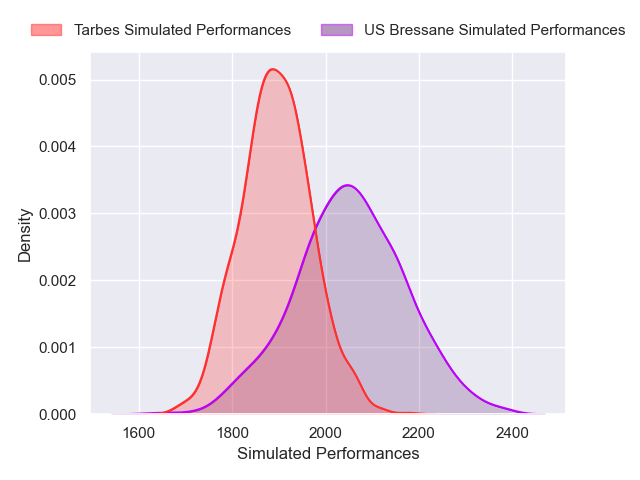 Tarbes Simulated Performances US Bressane Simulated Performances
0.005
0.004
0.003
0.002
0.001
0.000
Density
1600 1800 2000 2200 2400
Simulated Performances